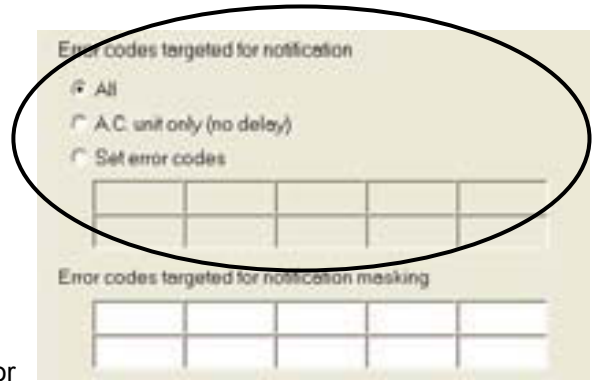 Error codes targeted for notification
All
A.C. unit only (no delay)
Set error codes
Error codes targeted for notification masking
or